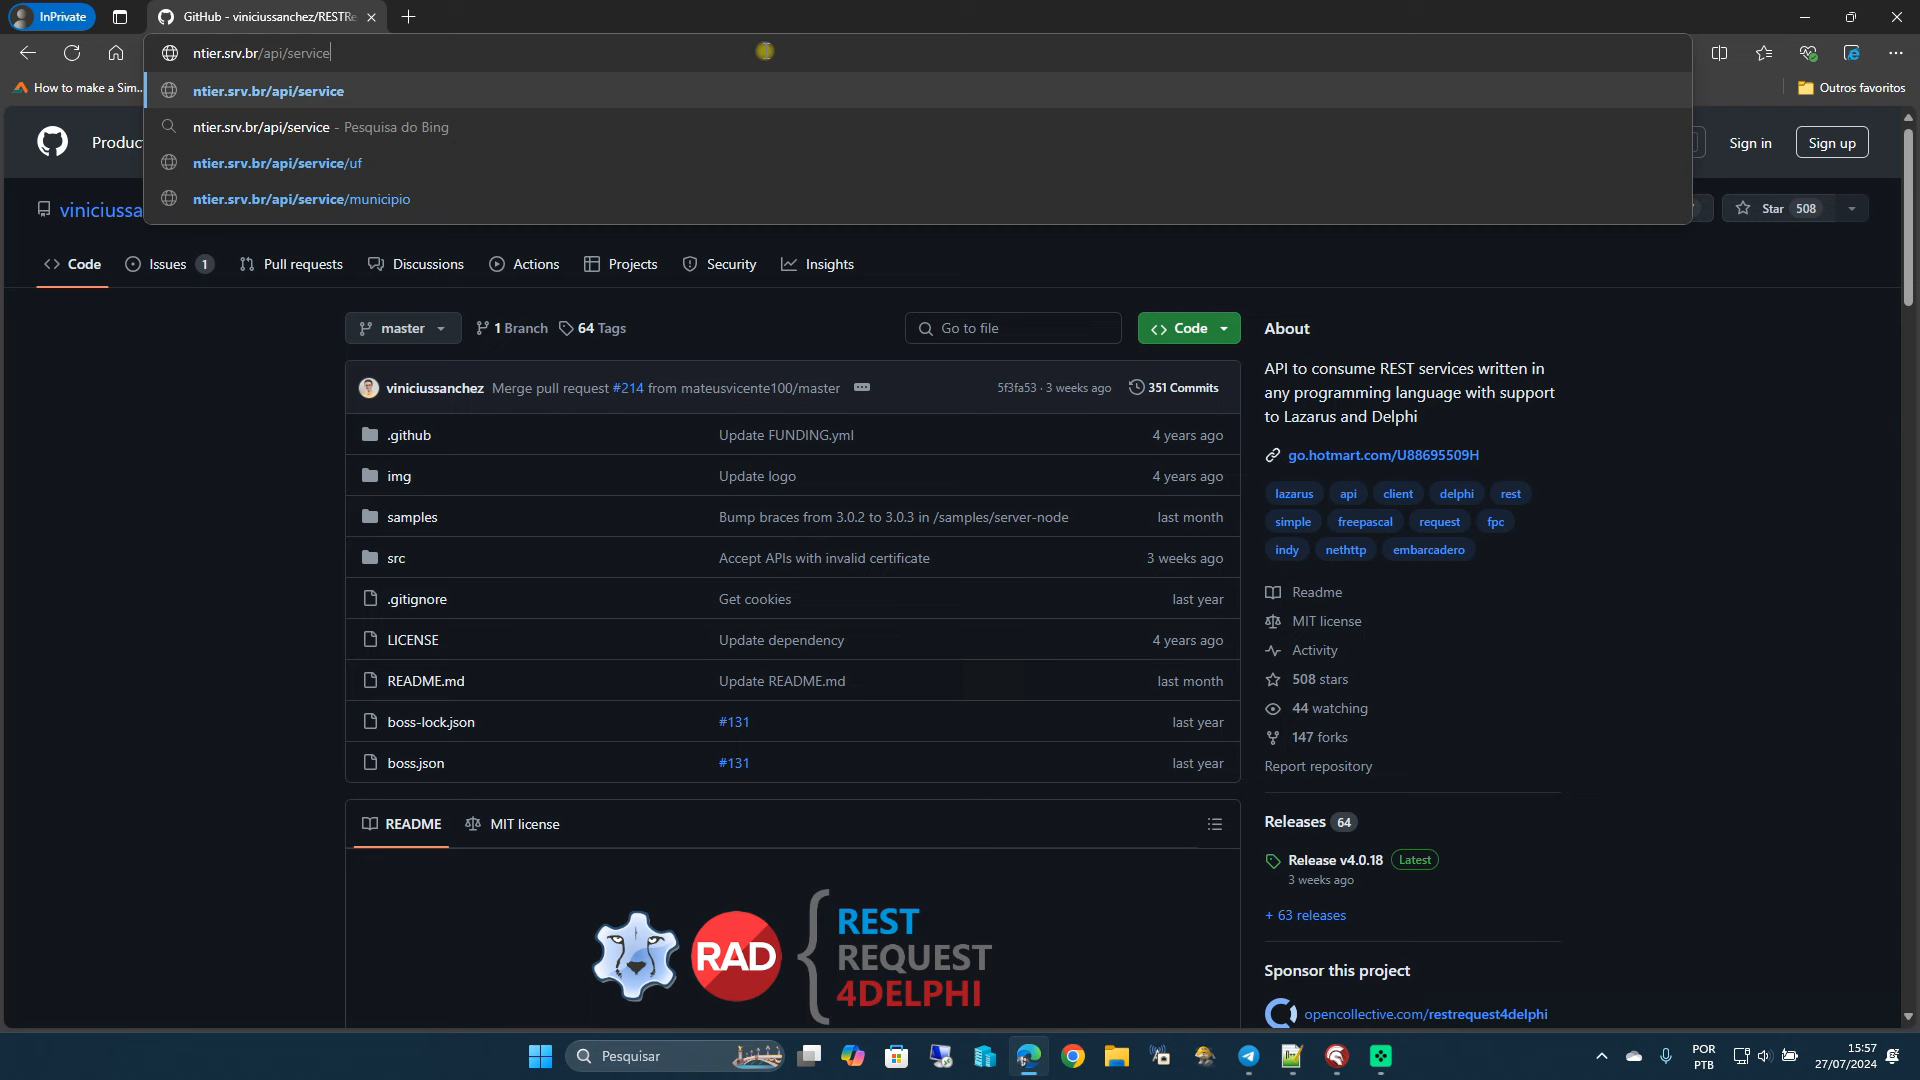 InPrivate
GitHub - viniciussanchez/RESTRe
ntier.srv.br/api/service
How to make a Sim...
Outros favoritos
ntier.srv.br/api/service
ntier.srv.br/api/service - Pesquisa do Bing
ntier.srv.br/api/service/uf
ntier.srv.br/api/service/municipio
Produc
Sign in
Sign up
viniciussa
Star 508
Code
Issues 1
Pull requests
Discussions
Actions
Projects
Security
Insights
master
1 Branch
64 Tags
Go to file
Code
viniciussanchez Merge pull request #214 from mateusvicente100/master
5f3fa53 · 3 weeks ago
351 Commits
.github Update FUNDING.yml 4 years ago
img Update logo 4 years ago
samples Bump braces from 3.0.2 to 3.0.3 in /samples/server-node last month
src Accept APIs with invalid certificate 3 weeks ago
.gitignore Get cookies last year
LICENSE Update dependency 4 years ago
README.md Update README.md last month
boss-lock.json #131 last year
boss.json #131 last year
README
MIT license
RAD
REST
REQUEST
4DELPHI
About
API to consume REST services written in
any programming language with support
to Lazarus and Delphi
go.hotmart.com/U88695509H
lazarus api client delphi rest
simple freepascal request fpc
indy nethttp embarcadero
Readme
MIT license
Activity
508 stars
44 watching
147 forks
Report repository
Releases 64
Release v4.0.18 Latest
3 weeks ago
+ 63 releases
Sponsor this project
opencollective.com/restrequest4delphi
Pesquisar
POR
PTB
15:57
27/07/2024